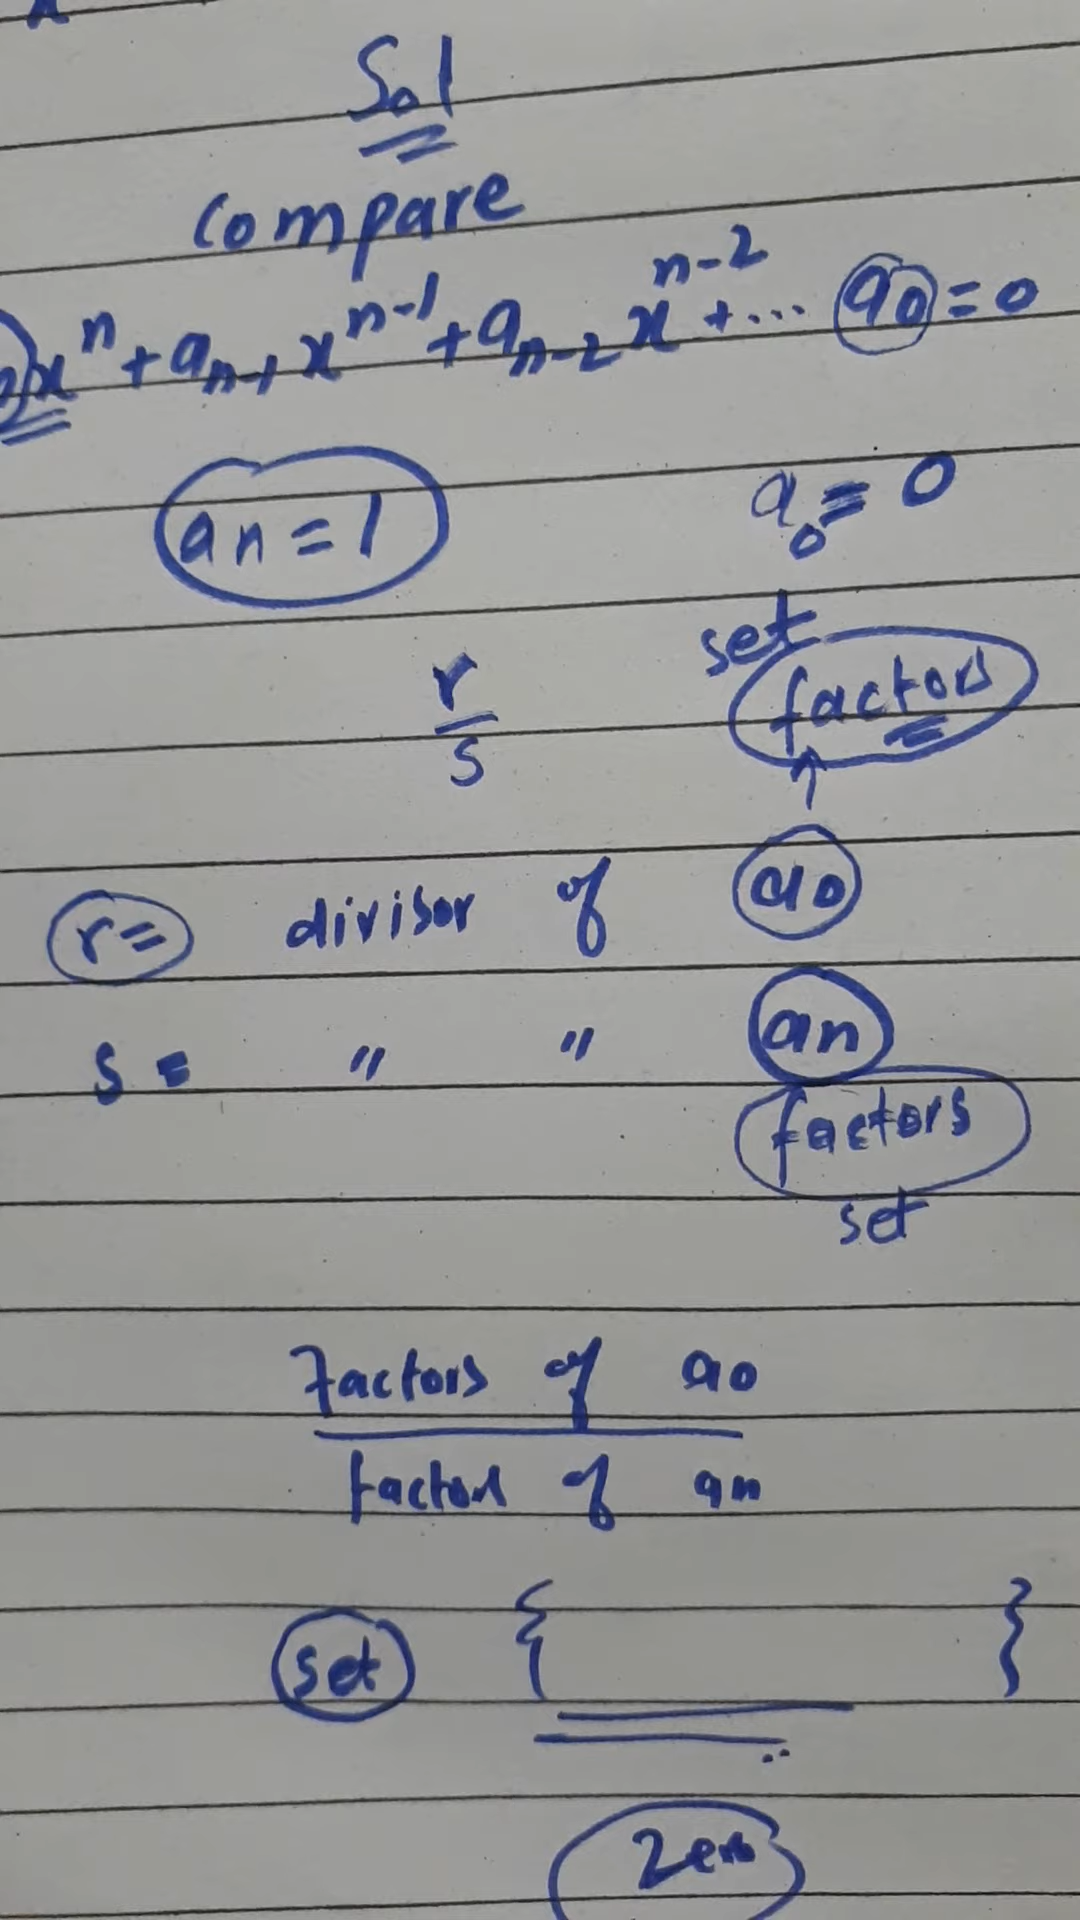 Sol
Compare
x^n + a_{n-1} x^{n-1} + a_{n-2} x^{n-2} + ... a0 = 0
an = 1 a_0 = 0
set
r/s factors
r = divisor of a0
s = " " an
factors
set
Factors of a0
factors of an
set { }
Zero